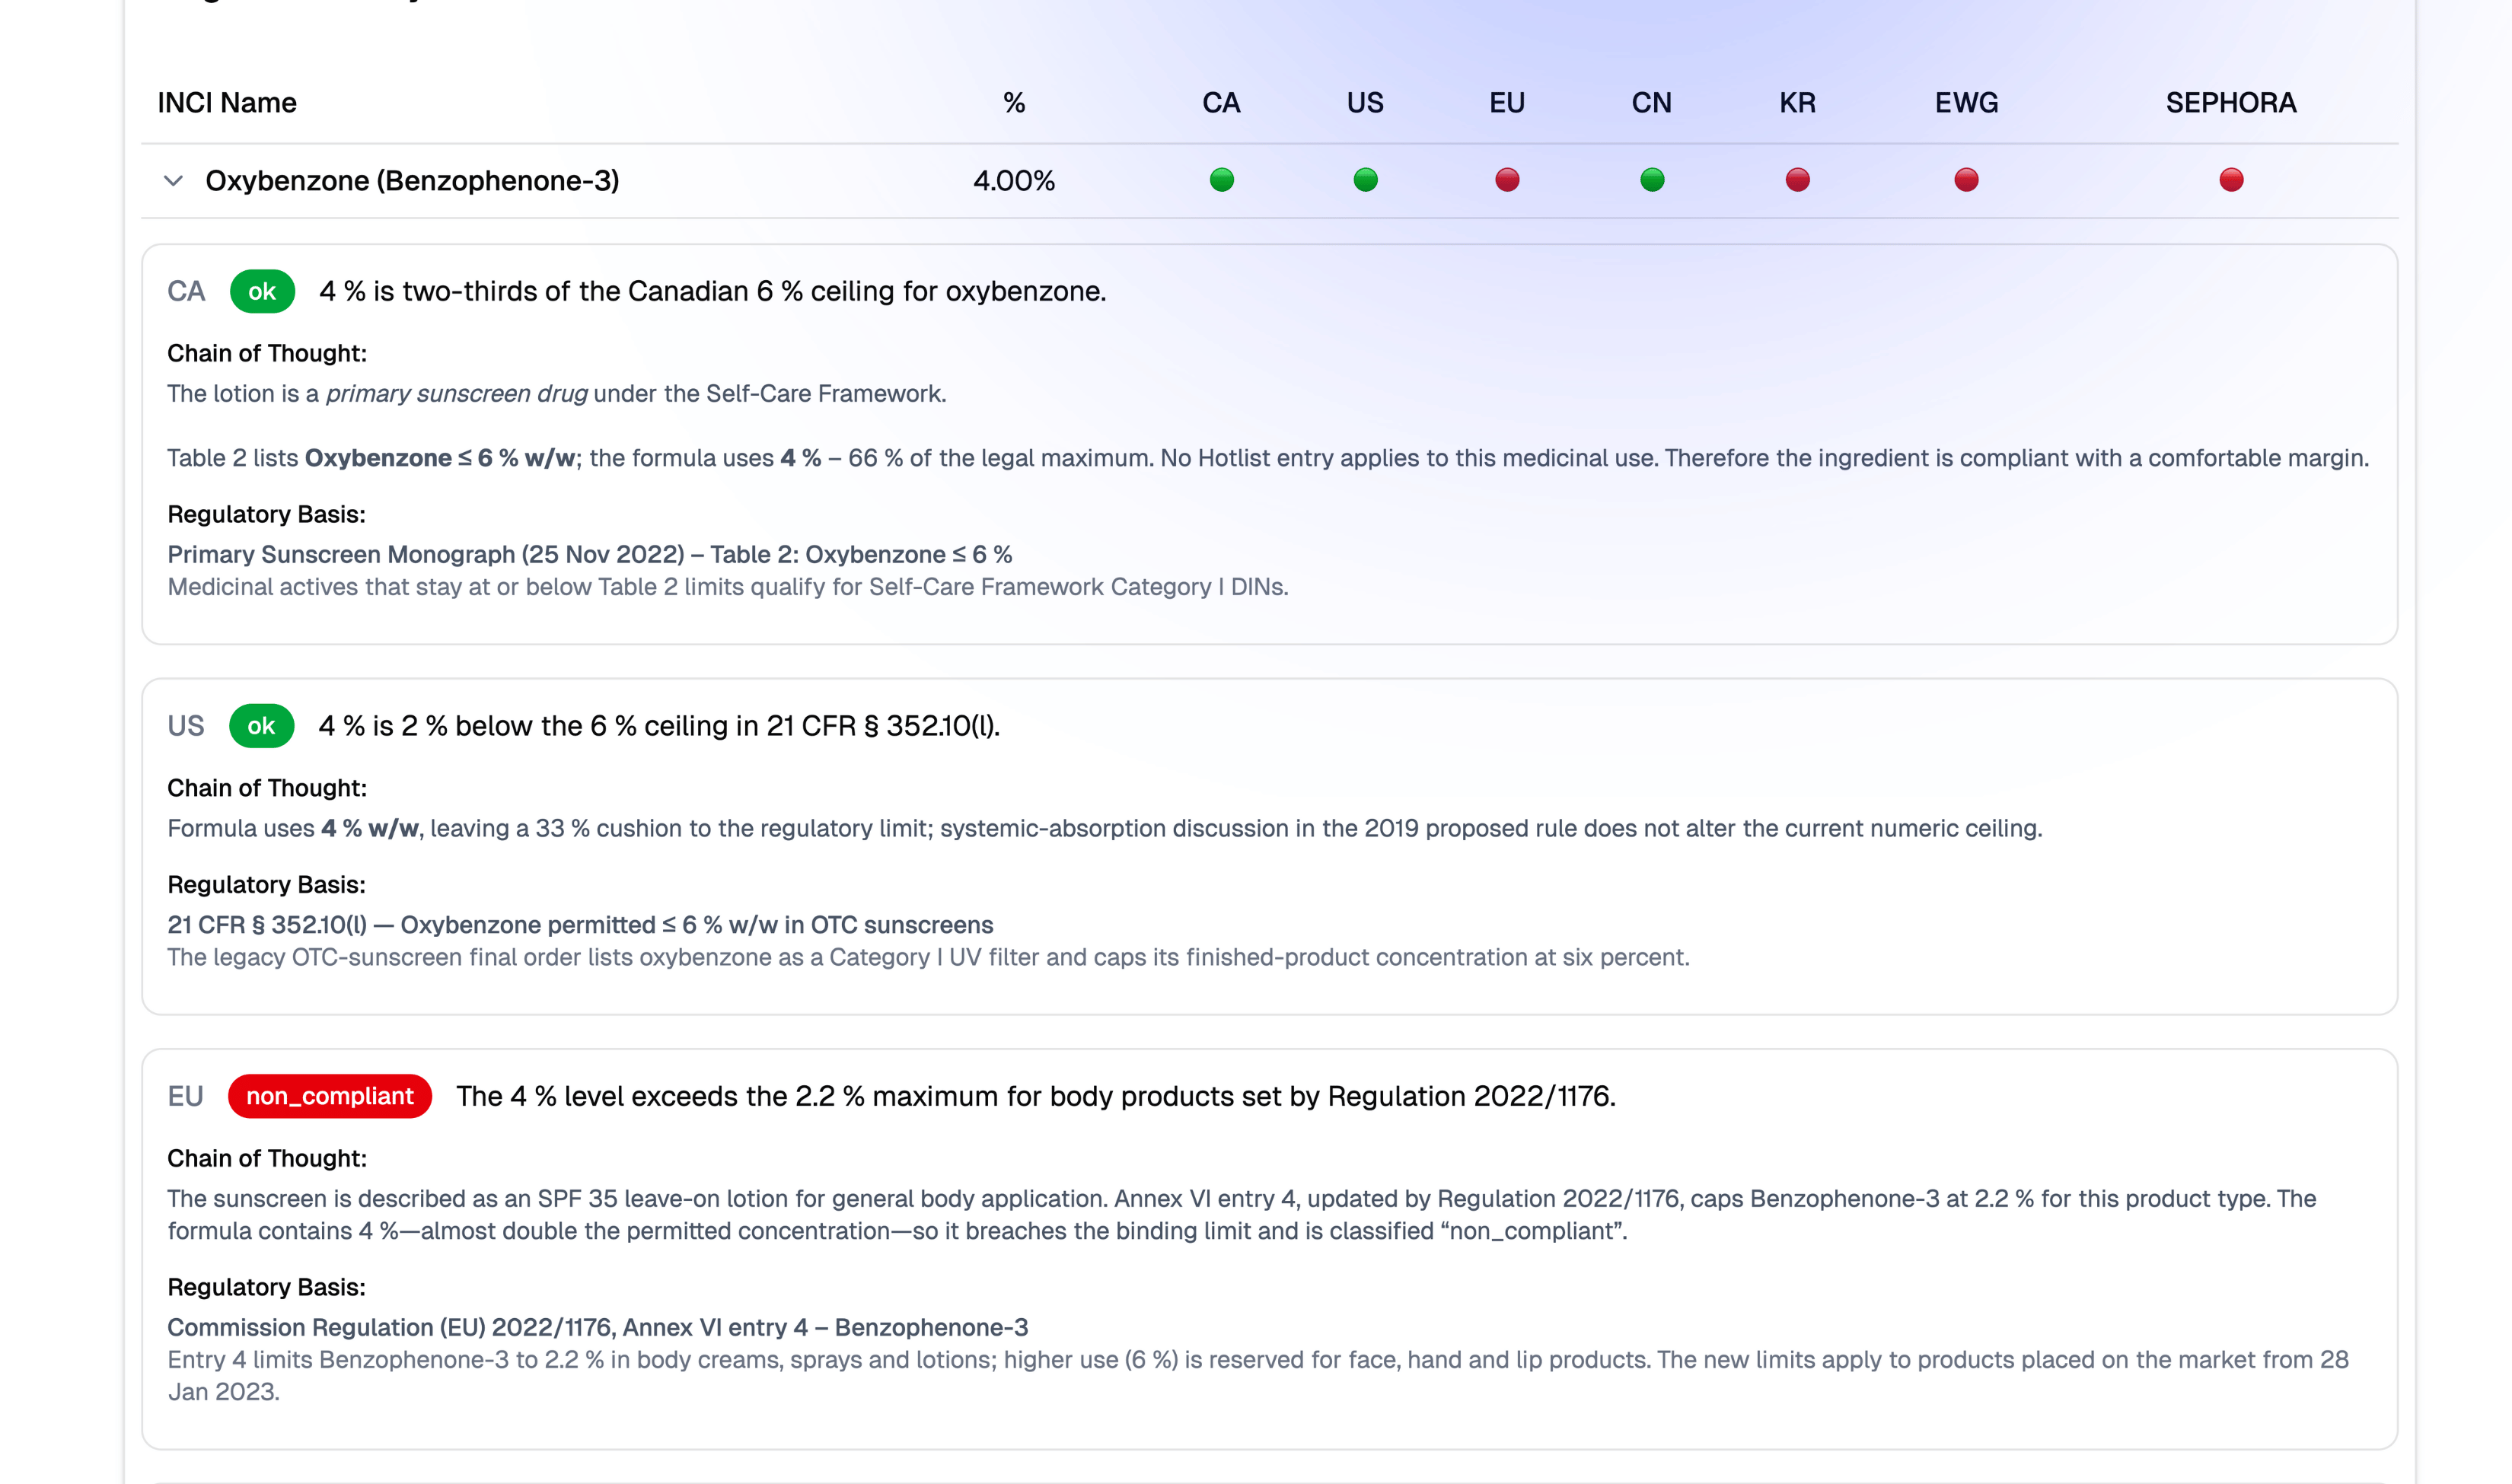 INCI Name % CA US EU CN KR EWG SEPHORA
Oxybenzone (Benzophenone-3) 4.00%
CA ok 4 % is two-thirds of the Canadian 6 % ceiling for oxybenzone.
Chain of Thought:
The lotion is a primary sunscreen drug under the Self-Care Framework.
Table 2 lists Oxybenzone ≤ 6 % w/w; the formula uses 4 % – 66 % of the legal maximum. No Hotlist entry applies to this medicinal use. Therefore the ingredient is compliant with a comfortable margin.
Regulatory Basis:
Primary Sunscreen Monograph (25 Nov 2022) – Table 2: Oxybenzone ≤ 6 %
Medicinal actives that stay at or below Table 2 limits qualify for Self-Care Framework Category I DINs.
US ok 4 % is 2 % below the 6 % ceiling in 21 CFR § 352.10(l).
Chain of Thought:
Formula uses 4 % w/w, leaving a 33 % cushion to the regulatory limit; systemic-absorption discussion in the 2019 proposed rule does not alter the current numeric ceiling.
Regulatory Basis:
21 CFR § 352.10(l) — Oxybenzone permitted ≤ 6 % w/w in OTC sunscreens
The legacy OTC-sunscreen final order lists oxybenzone as a Category I UV filter and caps its finished-product concentration at six percent.
EU non_compliant The 4 % level exceeds the 2.2 % maximum for body products set by Regulation 2022/1176.
Chain of Thought:
The sunscreen is described as an SPF 35 leave-on lotion for general body application. Annex VI entry 4, updated by Regulation 2022/1176, caps Benzophenone-3 at 2.2 % for this product type. The
formula contains 4 %—almost double the permitted concentration—so it breaches the binding limit and is classified “non_compliant”.
Regulatory Basis:
Commission Regulation (EU) 2022/1176, Annex VI entry 4 – Benzophenone-3
Entry 4 limits Benzophenone-3 to 2.2 % in body creams, sprays and lotions; higher use (6 %) is reserved for face, hand and lip products. The new limits apply to products placed on the market from 28
Jan 2023.